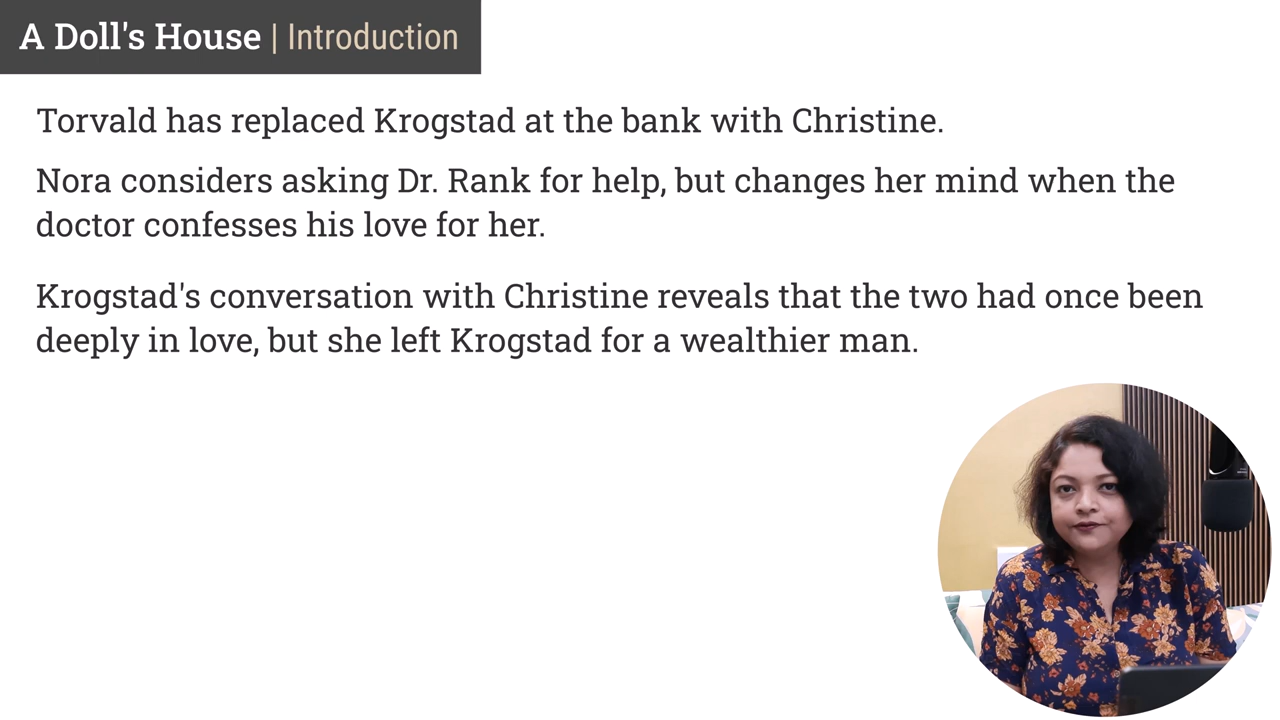 A Doll's House | Introduction
Torvald has replaced Krogstad at the bank with Christine.
Nora considers asking Dr. Rank for help, but changes her mind when the
doctor confesses his love for her.
Krogstad's conversation with Christine reveals that the two had once been
deeply in love, but she left Krogstad for a wealthier man.